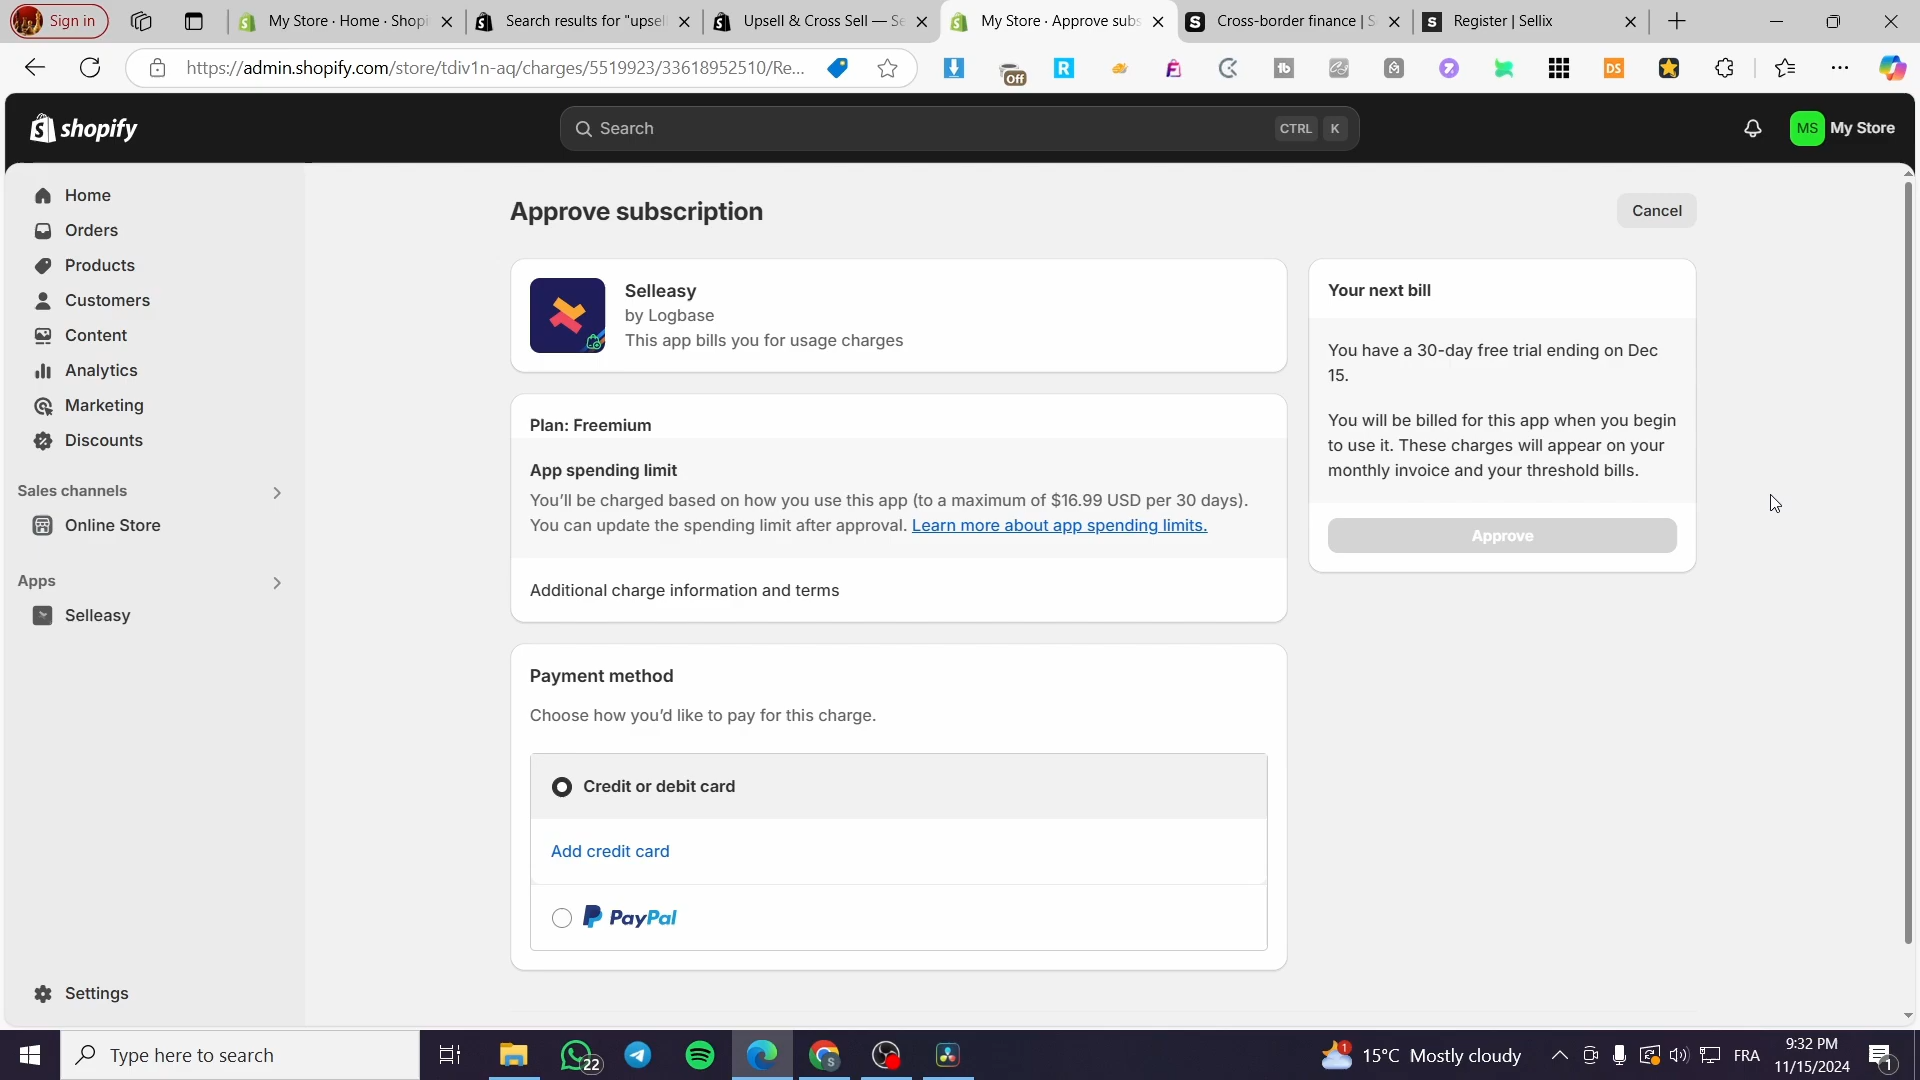 Sign in
My Store · Home · Shopi
Search results for "upsell
Upsell & Cross Sell — Se
My Store · Approve subs
Cross-border finance | S
Register | Sellix
https://admin.shopify.com/store/tdiv1n-aq/charges/5519923/33618952510/Re...
Off
shopify
Search
CTRL K
MS My Store
Home
Orders
Products
Customers
Content
Analytics
Marketing
Discounts
Sales channels
Online Store
Apps
Selleasy
Settings
Approve subscription
Cancel
Selleasy
by Logbase
This app bills you for usage charges
Plan: Freemium
App spending limit
You'll be charged based on how you use this app (to a maximum of $16.99 USD per 30 days).
You can update the spending limit after approval. Learn more about app spending limits.
Additional charge information and terms
Payment method
Choose how you'd like to pay for this charge.
Credit or debit card
Add credit card
PayPal
Your next bill
You have a 30-day free trial ending on Dec
15.
You will be billed for this app when you begin
to use it. These charges will appear on your
monthly invoice and your threshold bills.
Approve
Type here to search
22
15°C Mostly cloudy
FRA
9:32 PM
11/15/2024
1